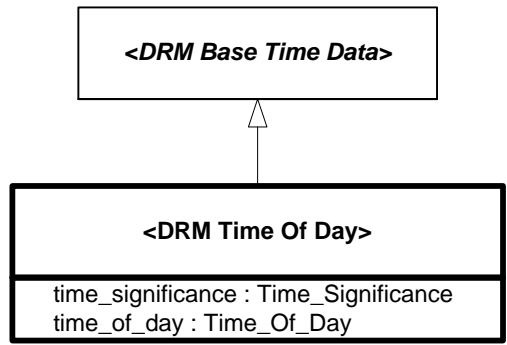 <DRM Base Time Data>
<DRM Time Of Day>
time_significance : Time_Significance
time_of_day : Time_Of_Day